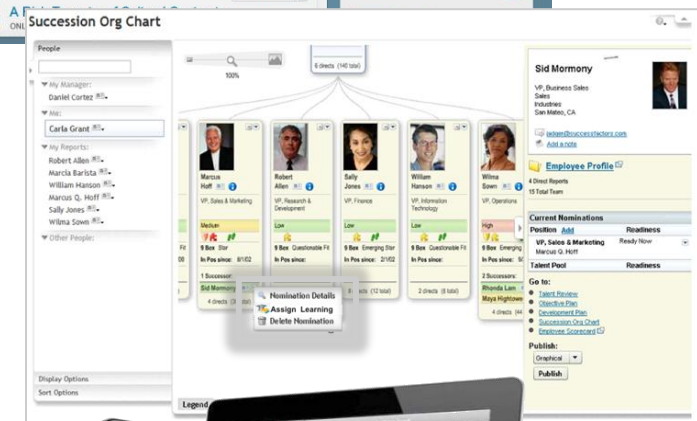 Succession Org Chart
People
My Manager:
Daniel Cortez
Me:
Carla Grant
My Reports:
Robert Allen
Marcia Barista
William Hanson
Marcus Q. Hoff
Sally Jones
Wilma Sown
Other People:
Display Options
Sort Options
100%
6 directs (140 total)
Marcus Hoff
VP, Sales & Marketing
Medium
9 Box Star
In Pos since: 8/1/02
1 Successor:
Sid Mormony
4 directs
Robert Allen
VP, Research & Development
Low
9 Box Questionable Fit
In Pos since:
Sally Jones
VP, Finance
Low
9 Box Emerging Star
In Pos since: 2/1/02
(12 total)
William Hanson
VP, Information Technology
Low
9 Box Questionable Fit
In Pos since:
2 directs (8 total)
Wilma Sown
VP, Operations
High
9 Box Emerging
In Pos since:
2 Successors:
Rhonda Lam
Maya Hightower
4 directs (44
Nomination Details
Assign Learning
Delete Nomination
Legend
Sid Mormony
VP, Business Sales
Sales
Industries
San Mateo, CA
jadger@successfactors.com
Add a note
Employee Profile
4 Direct Reports
15 Total Team
Current Nominations
Position Add Readiness
VP, Sales & Marketing Ready Now
Marcus Q. Hoff
Talent Pool Readiness
Go to:
Talent Review
Objective Plan
Development Plan
Succession Org Chart
Employee Scorecard
Publish:
Graphical
Publish